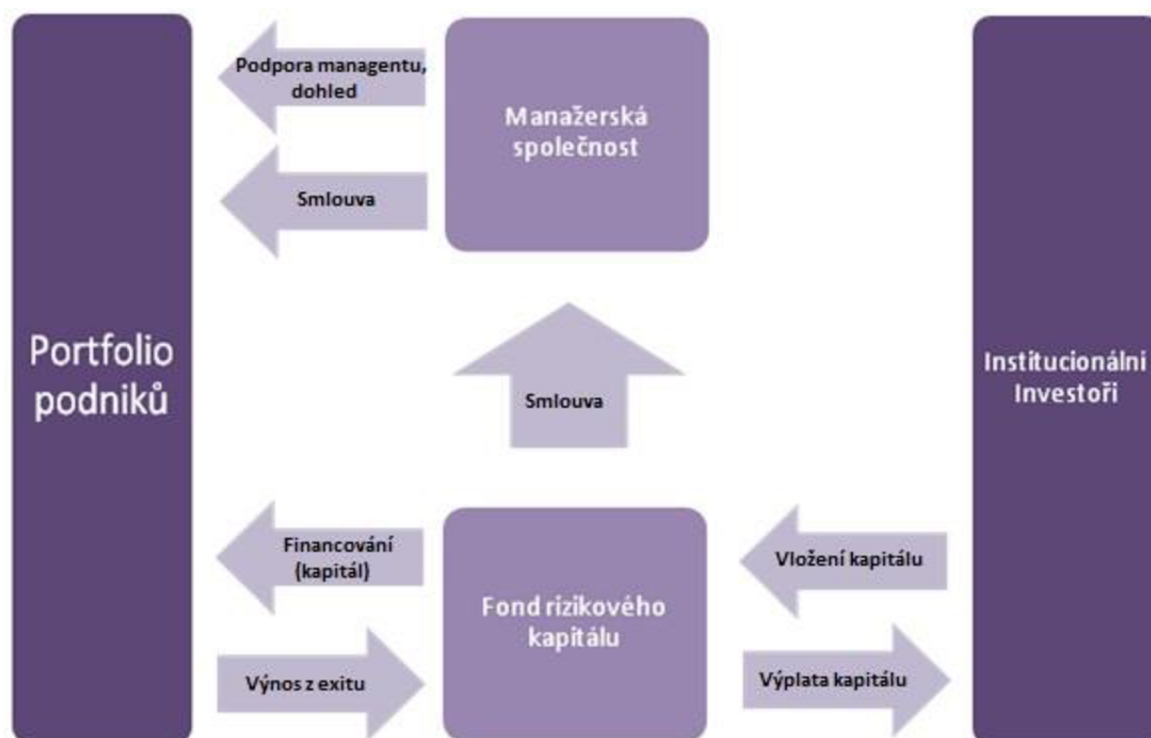 Podpora managentu,
dohled
Manažerská
společnost
Smlouva
Portfolio
podniků
Institucionálni
Investoři
Smlouva
Financování
(kapitál)
Vložení kapitálu
Fond rizikového
kapitálu
Výnos z exitu
Výplata kapitálu